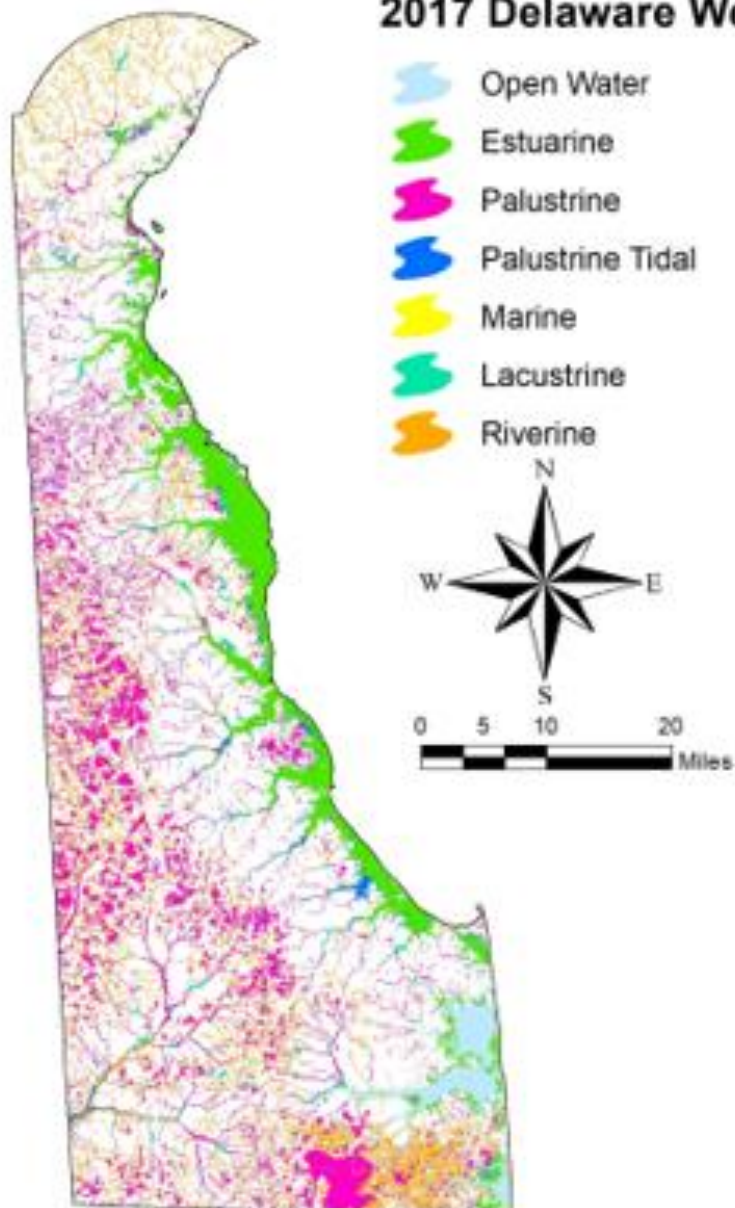 2017 Delaware We
Open Water
Estuarine
Palustrine
Palustrine Tidal
Marine
Lacustrine
Riverine
N
W E
S
0 5 10 20
Miles